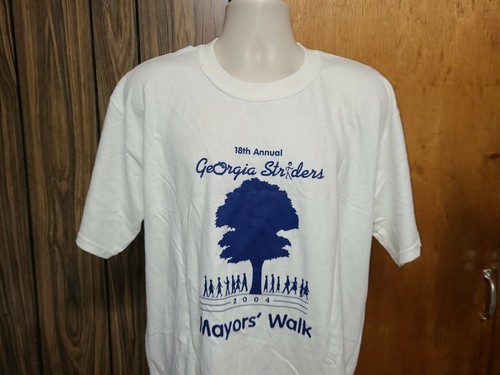 18th Annual
Georgia Striders
2004
Mayors' Walk